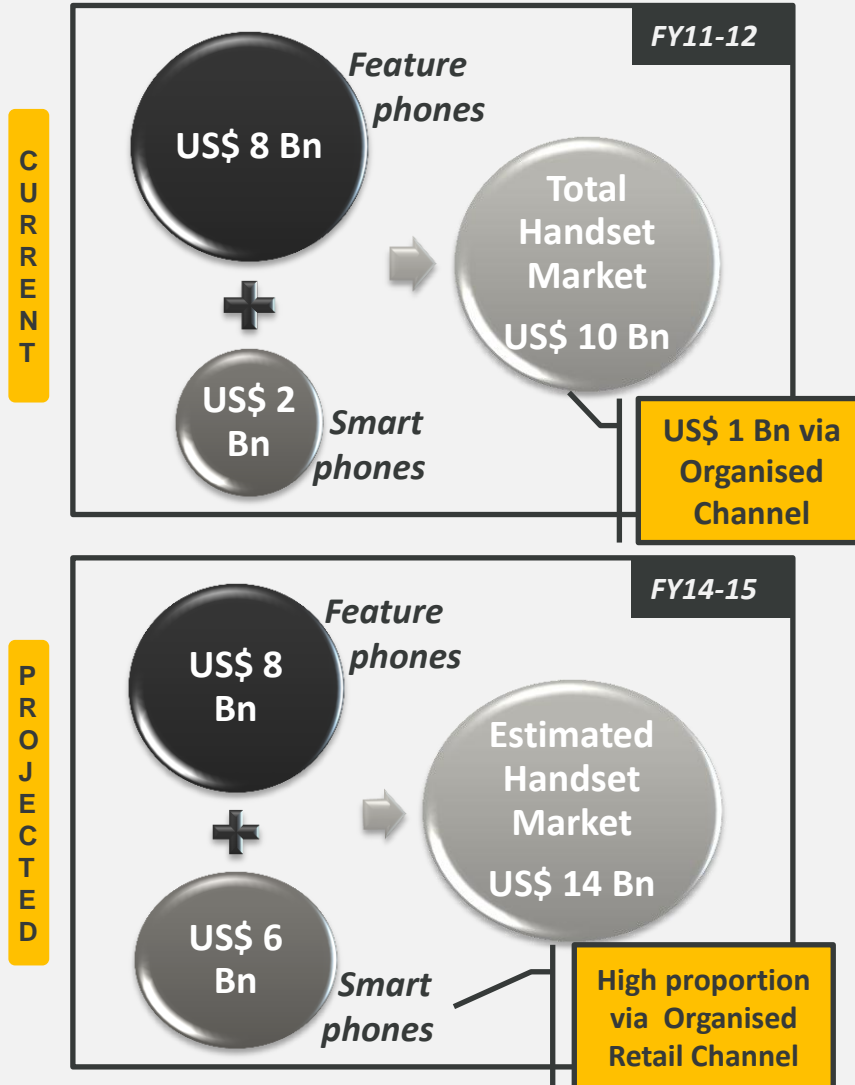 FY11-12
CURRENT
Feature
phones
US$ 8 Bn
US$ 2
Bn
Smart
phones
Total
Handset
Market
US$ 10 Bn
US$ 1 Bn via
Organised
Channel
FY14-15
PROJECTED
Feature
phones
US$ 8
Bn
US$ 6
Bn
Smart
phones
Estimated
Handset
Market
US$ 14 Bn
High proportion
via Organised
Retail Channel